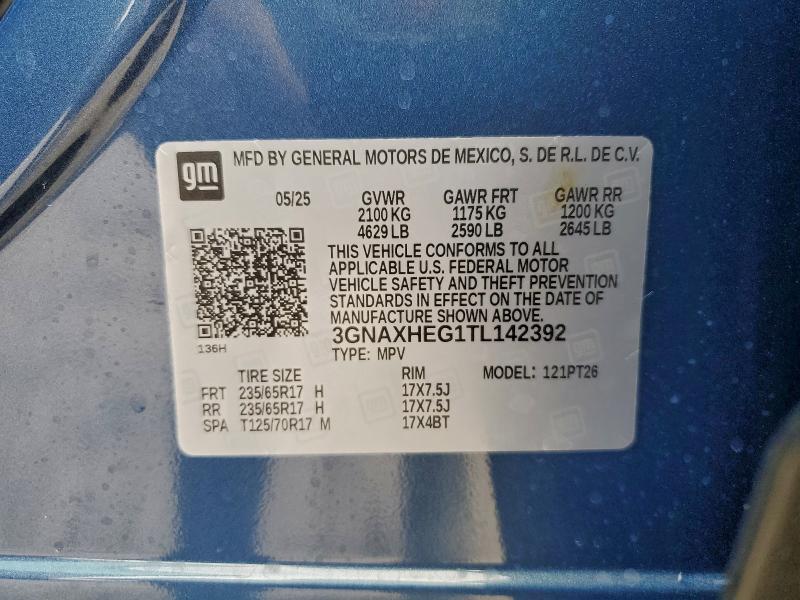 gm
MFD BY GENERAL MOTORS DE MEXICO, S. DE R.L. DE C.V.
05/25 GVWR GAWR FRT GAWR RR
2100 KG 1175 KG 1200 KG
4629 LB 2590 LB 2645 LB
THIS VEHICLE CONFORMS TO ALL
APPLICABLE U.S. FEDERAL MOTOR
VEHICLE SAFETY AND THEFT PREVENTION
STANDARDS IN EFFECT ON THE DATE OF
MANUFACTURE SHOWN ABOVE.
3GNAXHEG1TL142392
136H
TYPE: MPV
TIRE SIZE RIM MODEL: 121PT26
FRT 235/65R17 H 17X7.5J
RR 235/65R17 H 17X7.5J
SPA T125/70R17 M 17X4BT